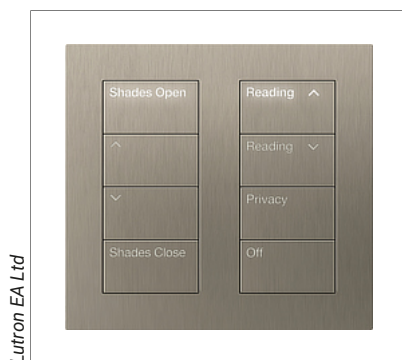 Shades Open
Shades Close
Reading
Reading
Privacy
Off
Lutron EA Ltd